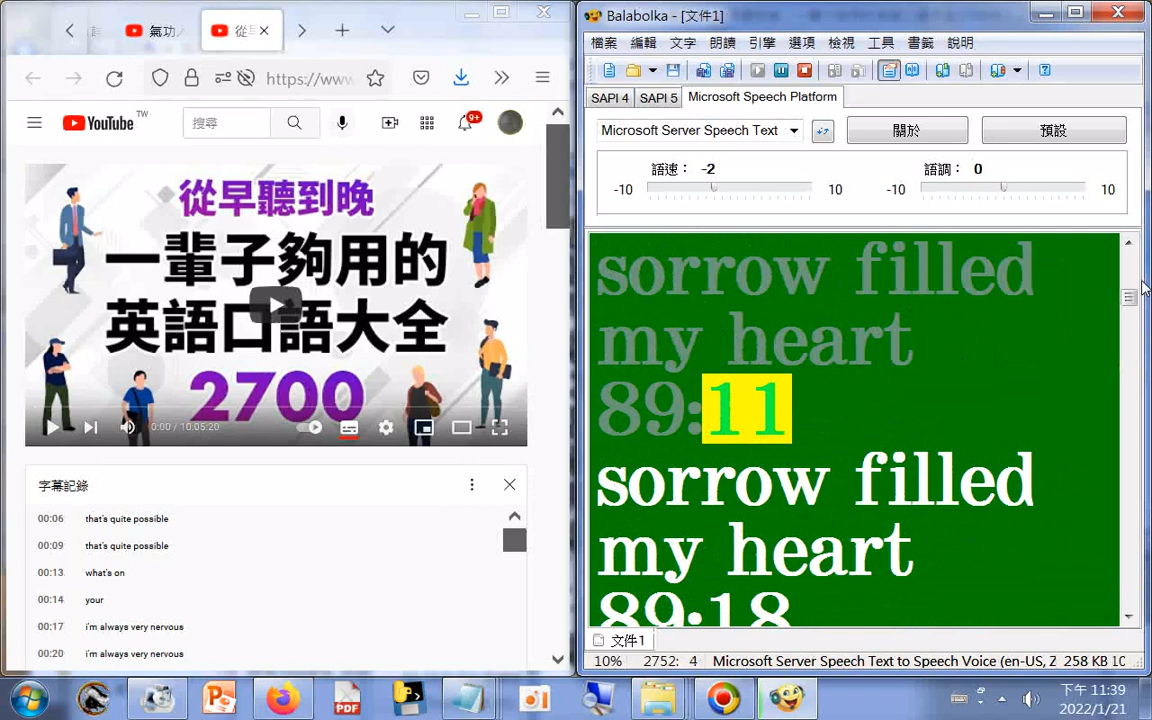 氣功
從
https://www
YouTube TW
搜尋
9+
從早聽到晚
一輩子夠用的
英語口語大全
2700
0:00 / 10:05:20
字幕記錄
00:06 that's quite possible
00:09 that's quite possible
00:13 what's on
00:14 your
00:17 i'm always very nervous
00:20 i'm always very nervous
Balabolka - [文件1]
檔案 編輯 文字 朗讀 引擎 選項 檢視 工具 書籤 說明
SAPI 4 SAPI 5 Microsoft Speech Platform
Microsoft Server Speech Text 關於 預設
語速： -2 語調： 0
-10 10 -10 10
sorrow filled
my heart
89:11
sorrow filled
my heart
89:18
文件1
10% 2752: 4 Microsoft Server Speech Text to Speech Voice (en-US, Z 258 KB 10
PDF
下午 11:39
2022/1/21